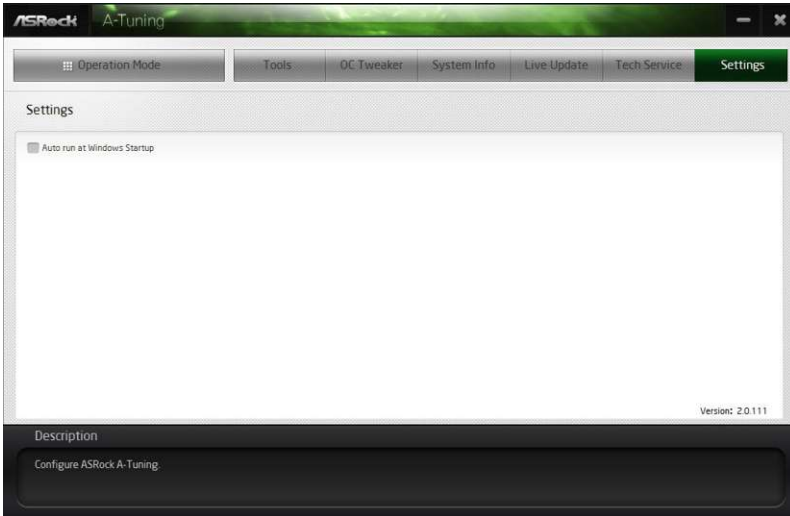 ASRock A-Tuning
Operation Mode Tools OC Tweaker System Info Live Update Tech Service Settings
Settings
Auto run at Windows Startup
Version: 2.0.111
Description
Configure ASRock A-Tuning.